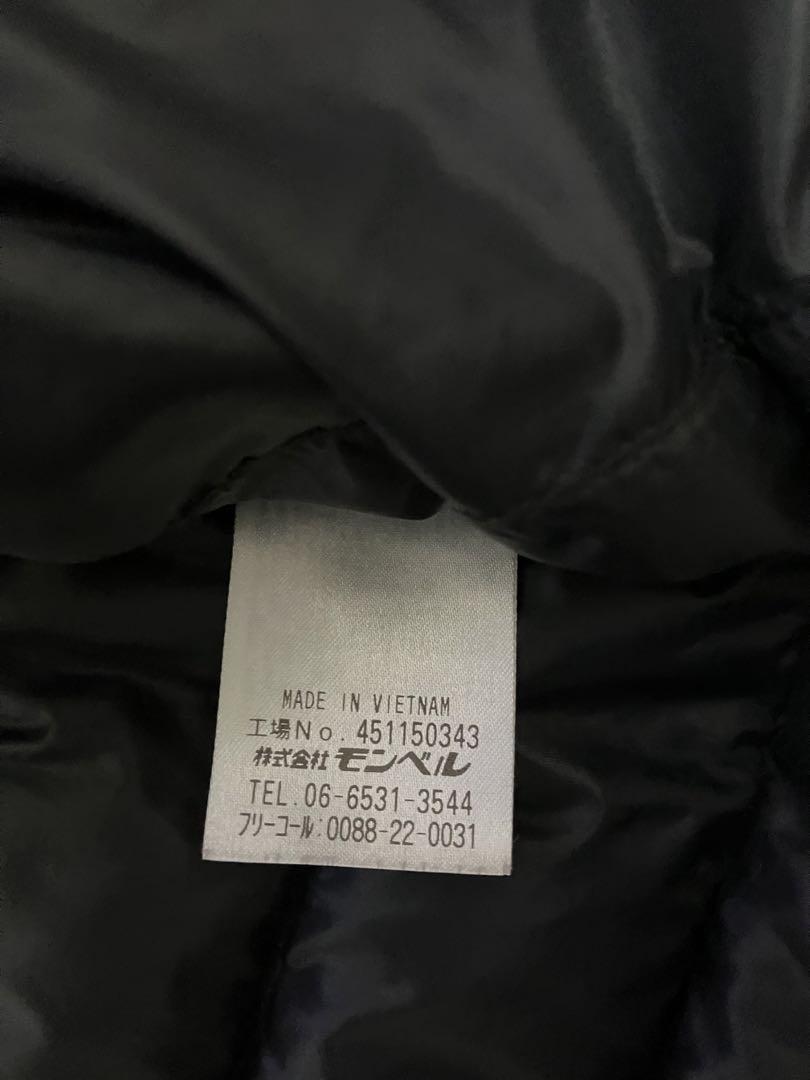 MADE IN VIETNAM
工場No. 451150343
株式会社 モンベル
TEL. 06-6531-3544
フリーコール:0088-22-0031